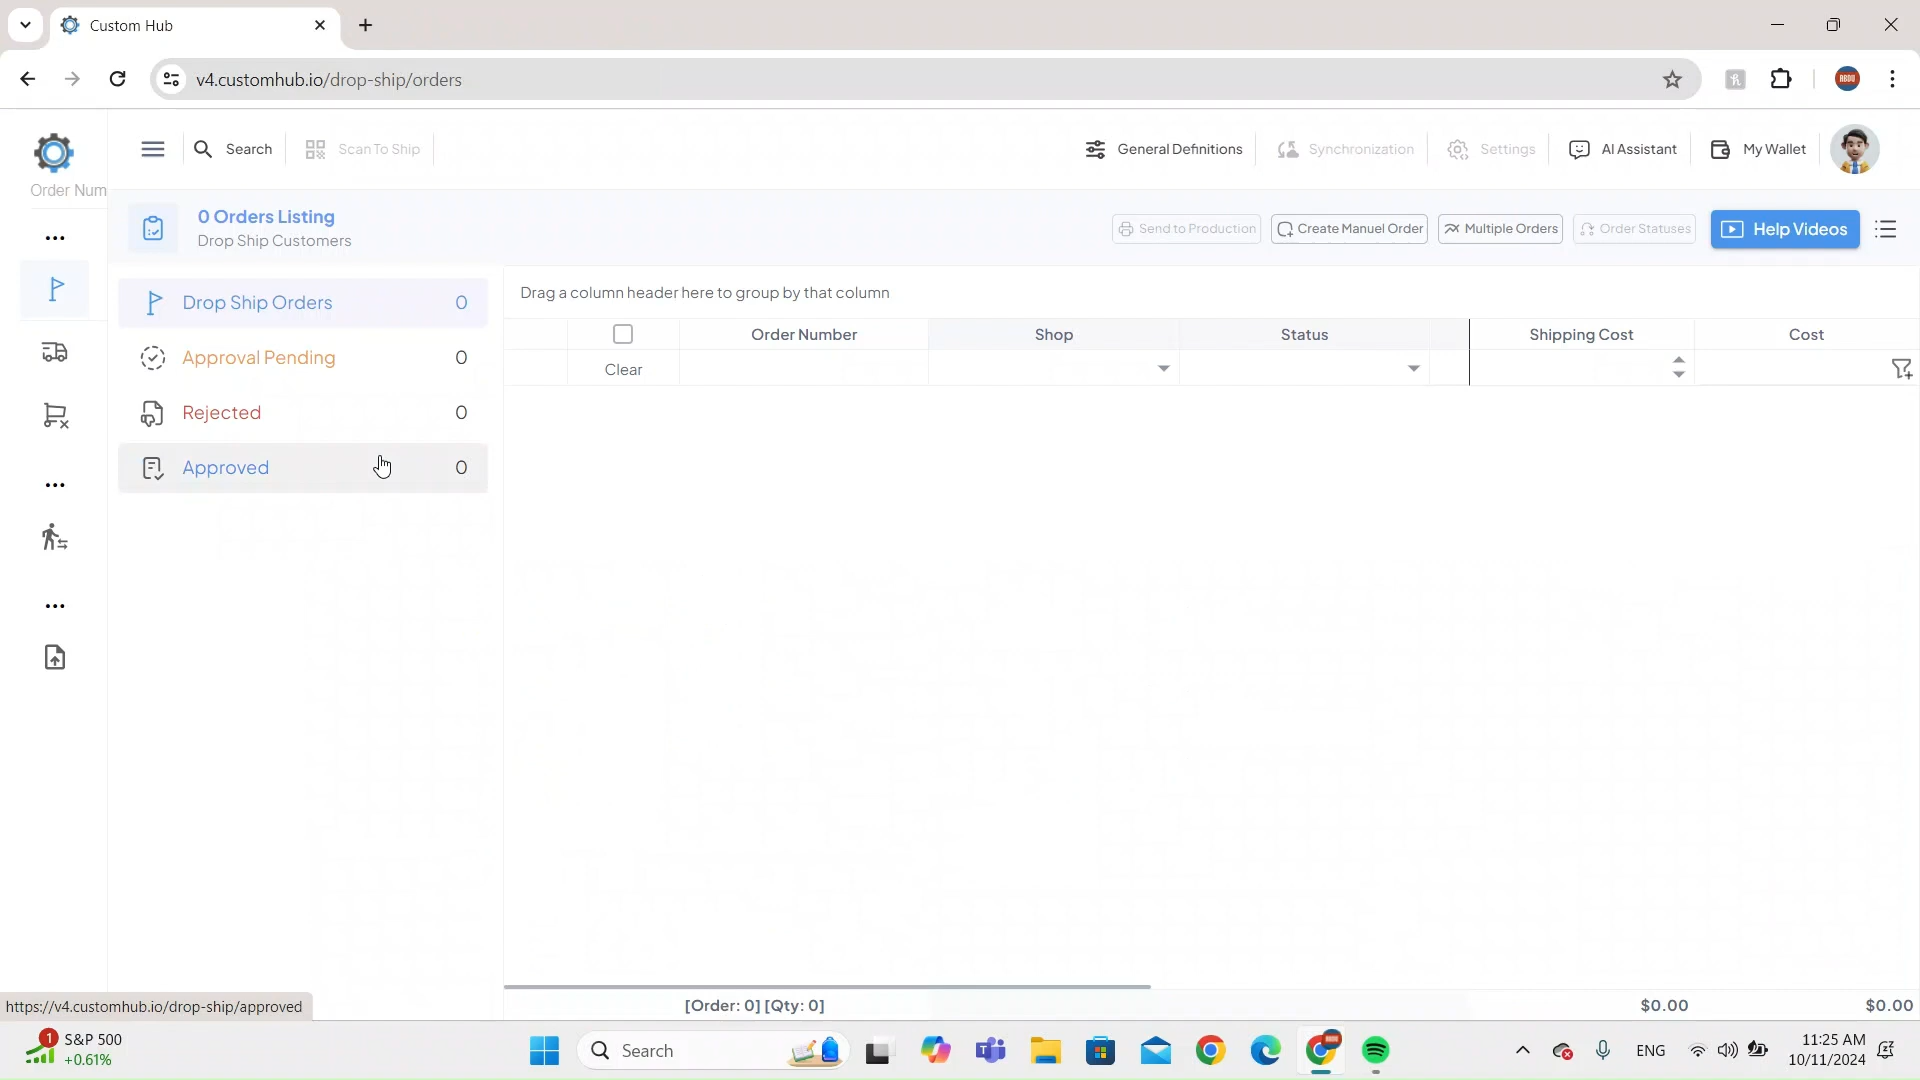 Custom Hub
v4.customhub.io/drop-ship/orders
Order Num
Search
Scan To Ship
General Definitions
Synchronization
Settings
AI Assistant
My Wallet
0 Orders Listing
Drop Ship Customers
Send to Production
Create Manuel Order
Multiple Orders
Order Statuses
Help Videos
Drop Ship Orders 0
Approval Pending 0
Rejected 0
Approved 0
Drag a column header here to group by that column
Order Number Shop Status Shipping Cost Cost
Clear
[Order: 0] [Qty: 0] $0.00 $0.00
https://v4.customhub.io/drop-ship/approved
1
S&P 500
+0.61%
Search
ENG
11:25 AM
10/11/2024